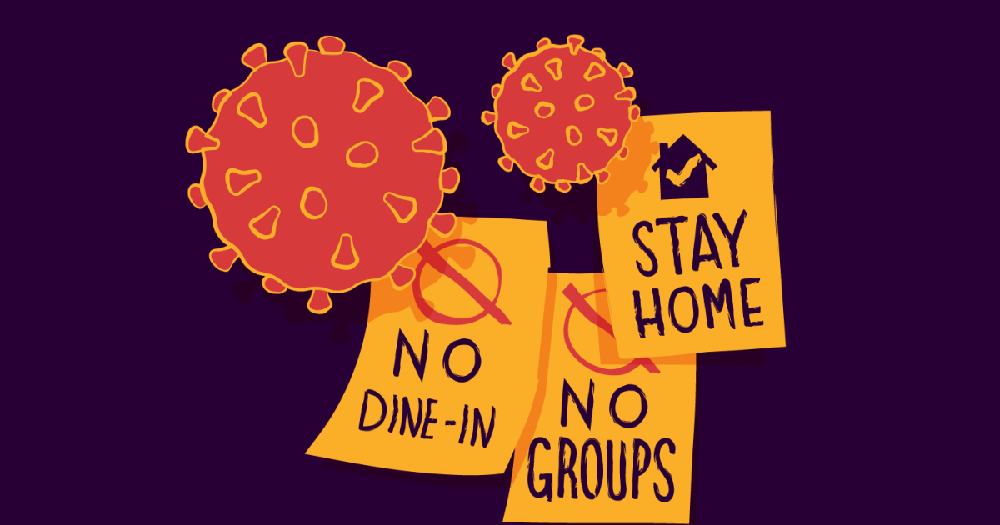 NO
DINE-IN
NO
GROUPS
STAY
HOME